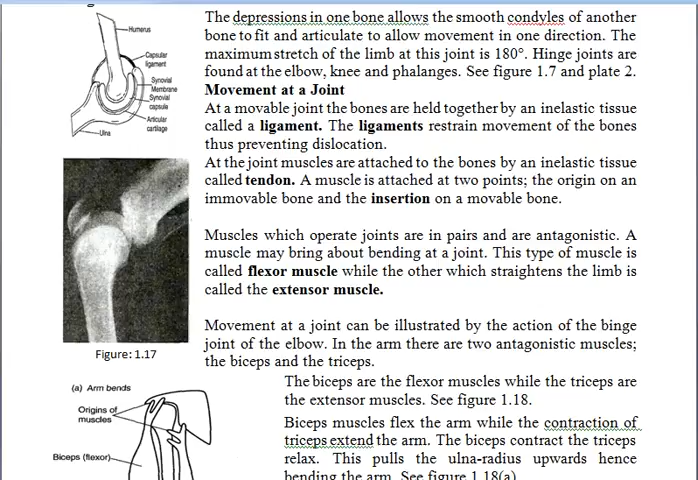 The depressions in one bone allows the smooth condyles of another
bone to fit and articulate to allow movement in one direction. The
maximum stretch of the limb at this joint is 180°. Hinge joints are
found at the elbow, knee and phalanges. See figure 1.7 and plate 2.
Movement at a Joint
At a movable joint the bones are held together by an inelastic tissue
called a ligament. The ligaments restrain movement of the bones
thus preventing dislocation.
At the joint muscles are attached to the bones by an inelastic tissue
called tendon. A muscle is attached at two points; the origin on an
immovable bone and the insertion on a movable bone.
Muscles which operate joints are in pairs and are antagonistic. A
muscle may bring about bending at a joint. This type of muscle is
called flexor muscle while the other which straightens the limb is
called the extensor muscle.
Movement at a joint can be illustrated by the action of the binge
joint of the elbow. In the arm there are two antagonistic muscles;
the biceps and the triceps.
The biceps are the flexor muscles while the triceps are
the extensor muscles. See figure 1.18.
Biceps muscles flex the arm while the contraction of
triceps extend the arm. The biceps contract the triceps
relax. This pulls the ulna-radius upwards hence
bending the arm. See figure 1.18(a)
Humerus
Capsular
ligament
Synovial
Membrane
Synovial
capsule
Articular
cartilage
Ulna
Figure: 1.17
(a) Arm bends
Origins of
muscles
Biceps (flexor)